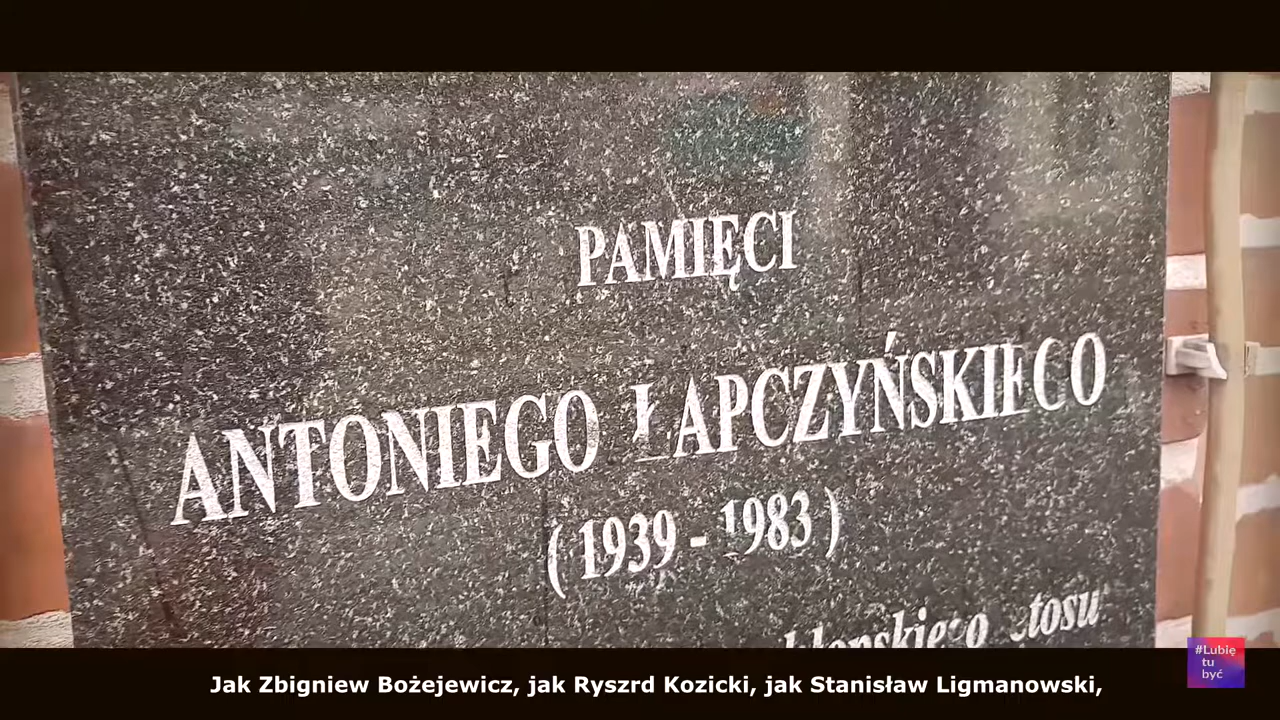 PAMIĘCI
ANTONIEGO ŁAPCZYŃSKIEGO
( 1939 - 1983 )
Jak Zbigniew Bożejewicz, jak Ryszrd Kozicki, jak Stanisław Ligmanowski,
#Lubię
tu
być